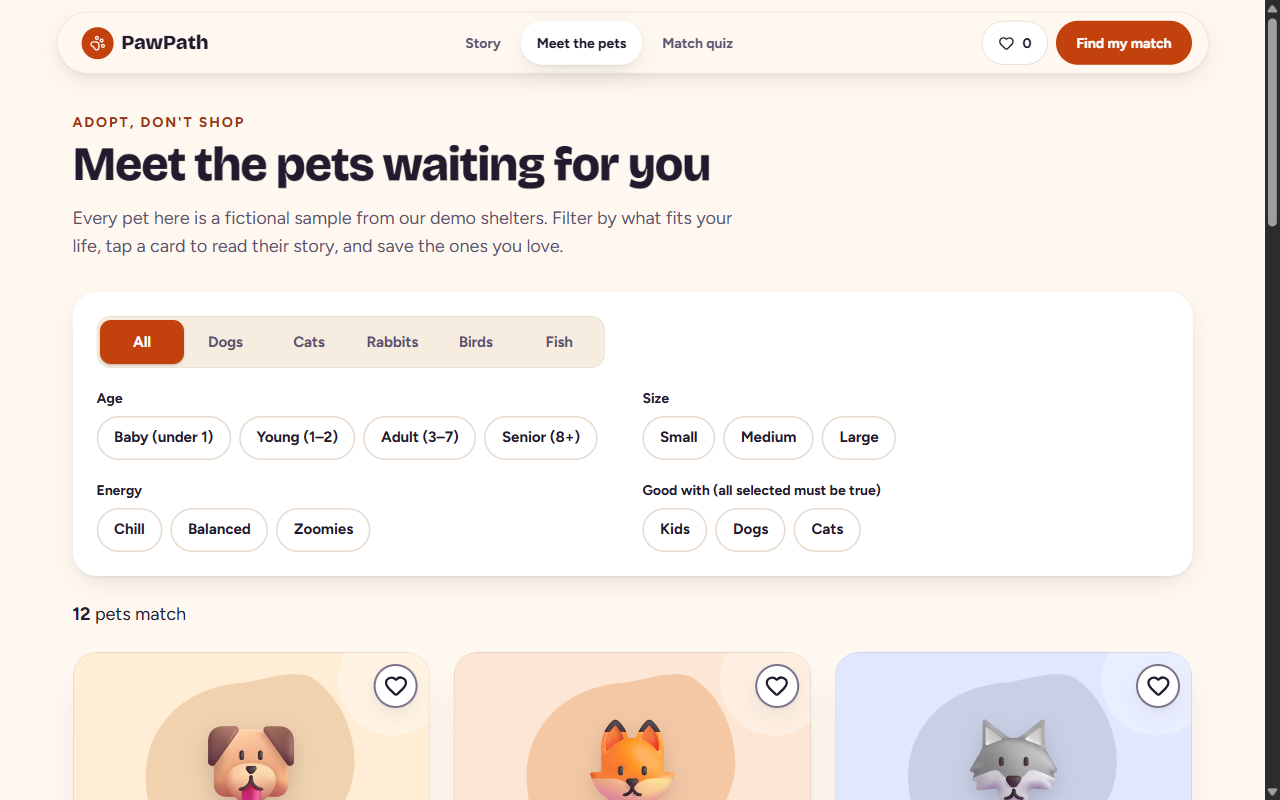 PawPath
Story
Meet the pets
Match quiz
0
Find my match
ADOPT, DON'T SHOP
Meet the pets waiting for you
Every pet here is a fictional sample from our demo shelters. Filter by what fits your
life, tap a card to read their story, and save the ones you love.
All
Dogs
Cats
Rabbits
Birds
Fish
Age
Baby (under 1)
Young (1–2)
Adult (3–7)
Senior (8+)
Size
Small
Medium
Large
Energy
Chill
Balanced
Zoomies
Good with (all selected must be true)
Kids
Dogs
Cats
12 pets match